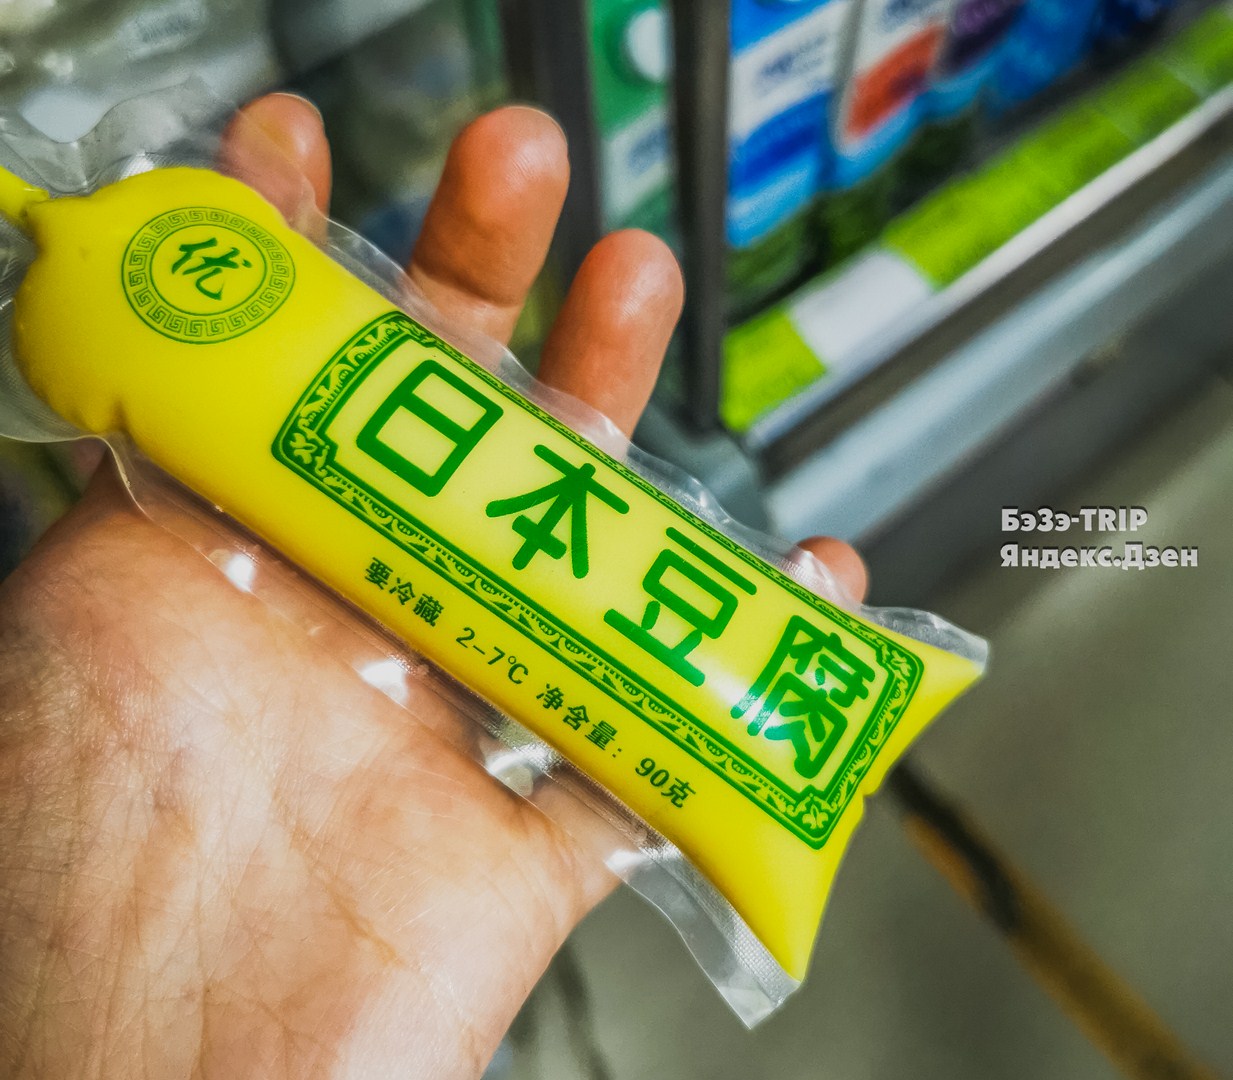 优
日本豆腐
要冷藏 2-7℃ 净含量: 90克
БэЗэ-TRIP
Яндекс.Дзен